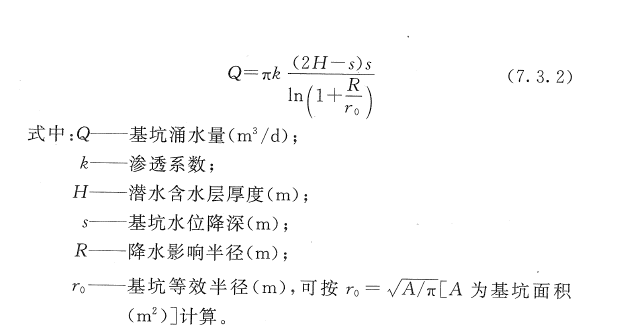 Q=πk (2H-s)s / ln(1+R/r₀) (7.3.2)
式中:Q——基坑涌水量(m³/d);
k——渗透系数;
H——潜水含水层厚度(m);
s——基坑水位降深(m);
R——降水影响半径(m);
r₀——基坑等效半径(m),可按 r₀=√A/π[A 为基坑面积
(m²)]计算。